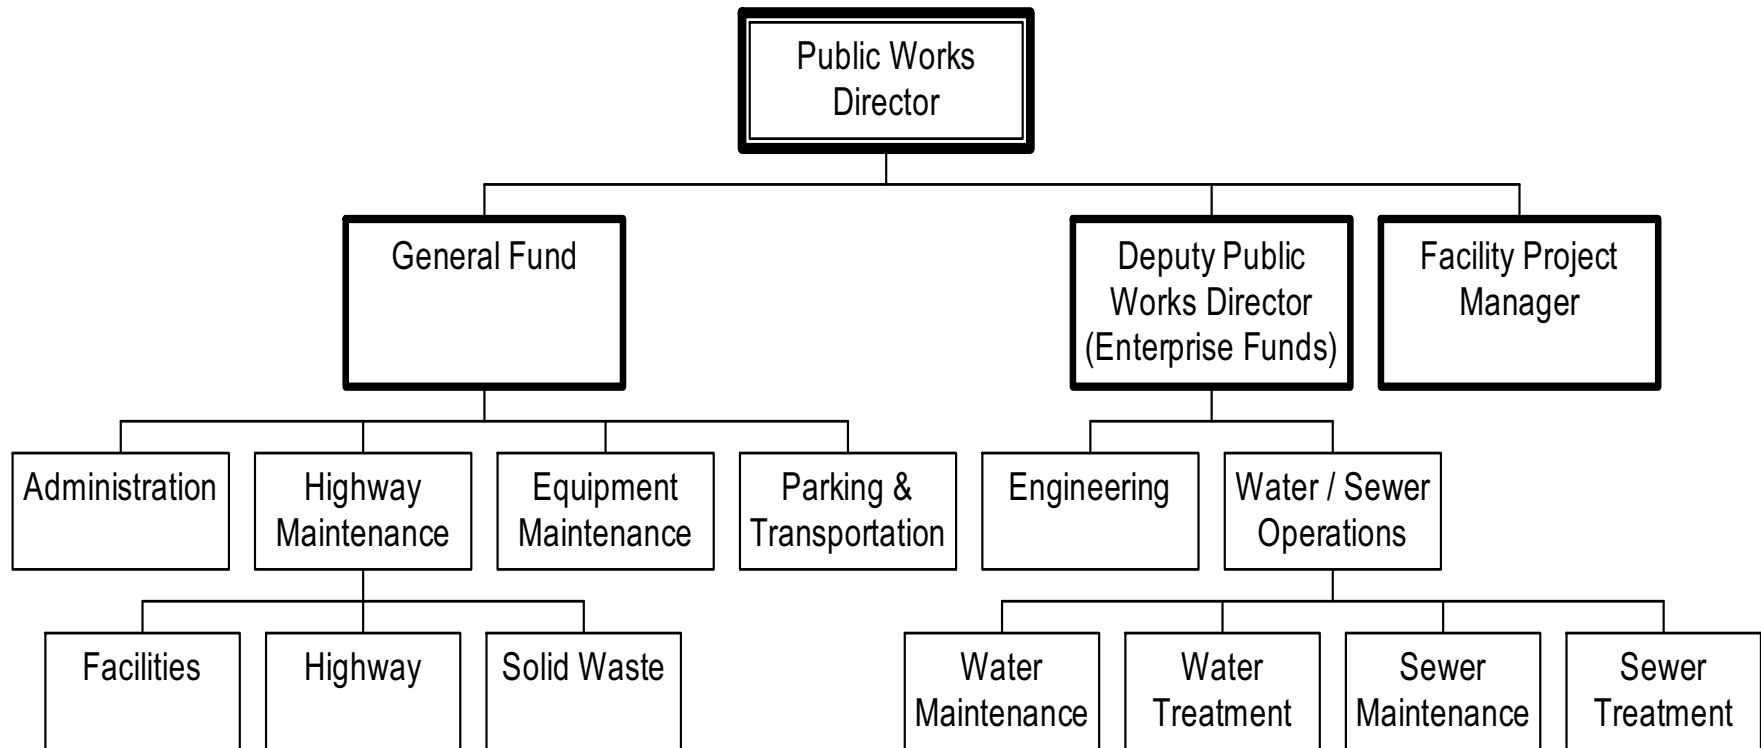 Public Works
Director
General Fund
Deputy Public
Works Director
(Enterprise Funds)
Facility Project
Manager
Administration
Highway
Maintenance
Equipment
Maintenance
Parking &
Transportation
Engineering
Water / Sewer
Operations
Facilities
Highway
Solid Waste
Water
Maintenance
Water
Treatment
Sewer
Maintenance
Sewer
Treatment